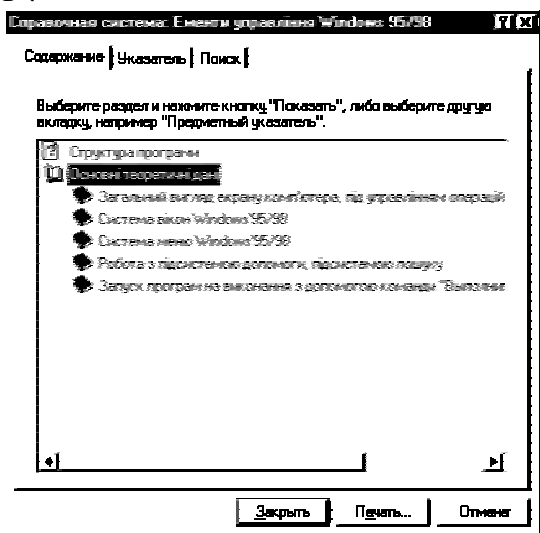 Справочная система: Ементи управління Windows 95/98
Содержание Указатель Поиск
Выберите раздел и нажмите кнопку "Показать", либо выберите другую
вкладку, например "Предметный указатель".
Структура програми
Основні теоретичні дані
Загальний вигляд екрану комп'ютера, під управлінням операцій
Система вікон Windows'95/98
Система меню Windows'95/98
Робота з підсистемою допомоги, підсистемою пошуку
Запуск програм на виконання з допомогою команди "Выполне
Закрыть Печать... Отмена